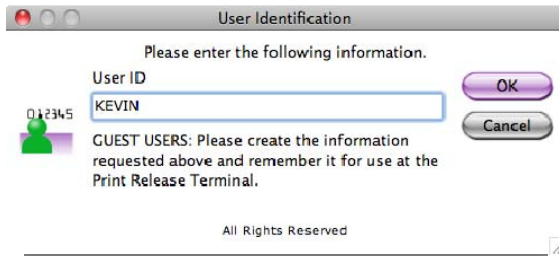 User Identification
Please enter the following information.
User ID
KEVIN
OK
Cancel
012345
GUEST USERS: Please create the information
requested above and remember it for use at the
Print Release Terminal.
All Rights Reserved